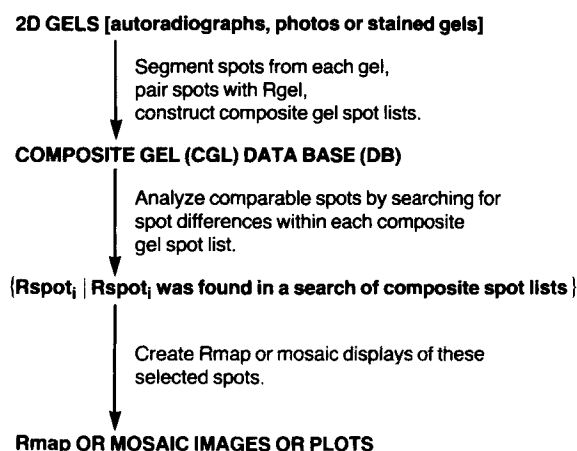 2D GELS [autoradiographs, photos or stained gels]
Segment spots from each gel,
pair spots with Rgel,
construct composite gel spot lists.
COMPOSITE GEL (CGL) DATA BASE (DB)
Analyze comparable spots by searching for
spot differences within each composite
gel spot list.
{Rspotᵢ | Rspotᵢ was found in a search of composite spot lists}
Create Rmap or mosaic displays of these
selected spots.
Rmap OR MOSAIC IMAGES OR PLOTS